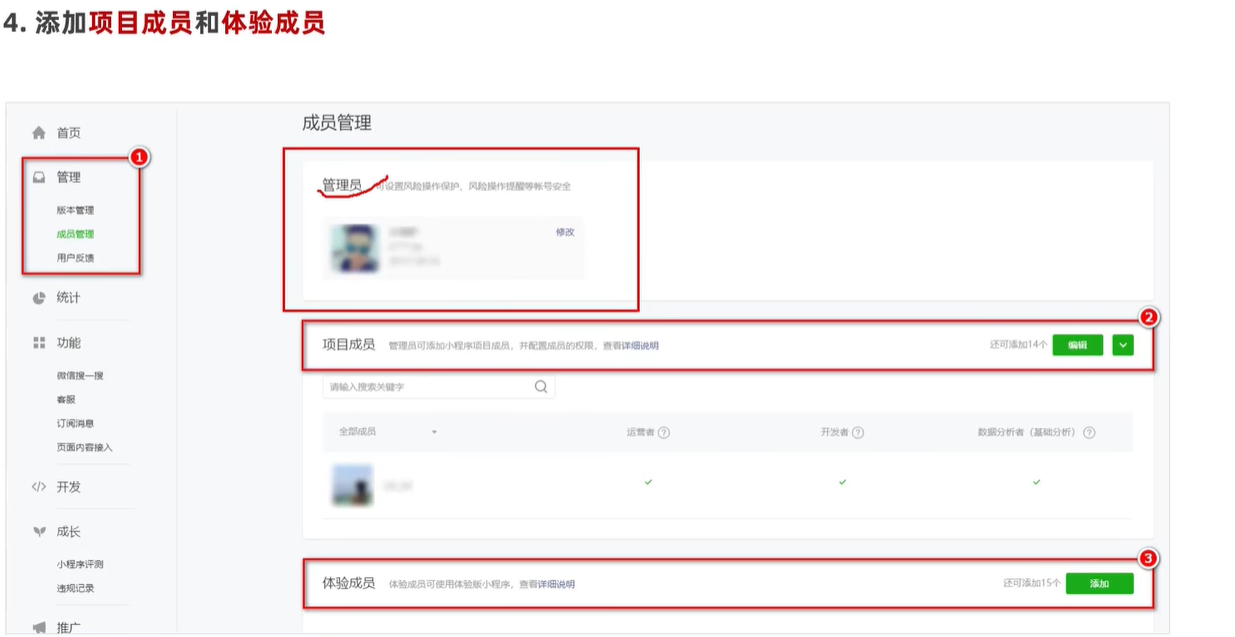 4. 添加项目成员和体验成员
首页
管理
版本管理
成员管理
用户反馈
统计
功能
微信搜一搜
客服
订阅消息
页面内容接入
开发
成长
小程序评测
违规记录
推广
1
成员管理
管理员 可设置风险操作保护、风险操作提醒等帐号安全
修改
2
项目成员 管理员可添加小程序项目成员，并配置成员的权限，查看详细说明 还可添加14个 编辑
请输入搜索关键字
全部成员 运营者 ? 开发者 ? 数据分析者（基础分析） ?
3
体验成员 体验成员可使用体验版小程序，查看详细说明 还可添加15个 添加